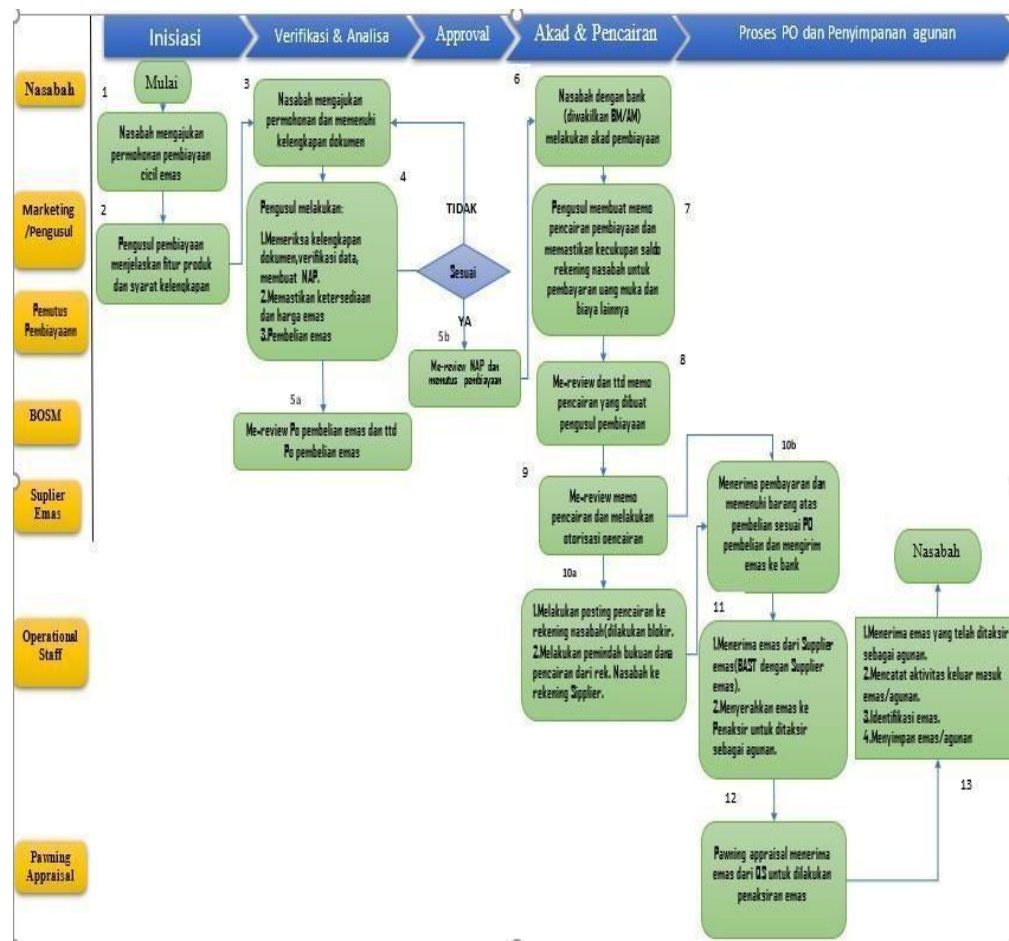 Inisiasi
Verifikasi & Analisa
Approval
Akad & Pencairan
Proses PO dan Penyimpanan agunan
Nasabah
Marketing
/Pengusul
Pemutus
Pembiayaann
BOSM
Suplier
Emas
Operational
Staff
Pawning
Appraisal
Mulai
1
Nasabah mengajukan
permohonan pembiayaan
cicil emas
2
Pengusul pembiayaan
menjelaskan fitur produk
dan syarat kelengkapan
3
Nasabah mengajukan
permohonan dan memenuhi
kelengkapan dokumen
4
Pengusul melakukan:
1.Memeriksa kelengkapan
dokumen,verifikasi data,
membuat NAP.
2.Memastikan ketersediaan
dan harga emas
3.Pembelian emas
5a
Me-review Po pembelian emas dan ttd
Po pembelian emas
TIDAK
Sesuai
YA
5b
Me-review NAP dan
memutus pembiayaan
6
Nasabah dengan bank
(diwakilkan BM/AM)
melakukan akad pembiayaan
7
Pengusul membuat memo
pencairan pembiayaan dan
memastikan kecukupan saldo
rekening nasabah untuk
pembayaran uang muka dan
biaya lainnya
8
Me-review dan ttd memo
pencairan yang dibuat
pengusul pembiayaan
9
Me-review memo
pencairan dan melakukan
otorisasi oencairan
10a
1.Melakukan posting pencairan ke
rekening nasabah(dilakukan blokir.
2.Melakukan pemindah bukuan dana
pencairan dari rek. Nasabah ke
rekening Sipplier.
10b
Menerima pembayaran dan
memenuhi barang atas
pembelian sesuai PO
pembelian dan mengirim
emas ke bank
11
1.Menerima emas dari Supplier
emas(BAST dengan Supplier
emas).
2.Menyerahkan emas ke
Penaksir untuk ditaksir
sebagai agunan.
12
Pawning appraisal menerima
emas dari OS untuk dilakukan
penaksiran emas
13
1.Menerima emas yang telah ditaksir
sebagai agunan.
2.Mencatat aktivitas keluar masuk
emas/agunan.
3.Identifikasi emas.
4.Menyimpan emas/agunan
Nasabah